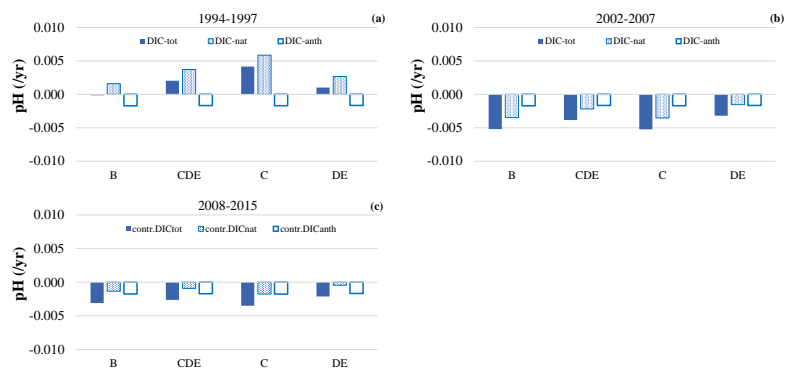 1994-1997
(a)
DIC-tot DIC-nat DIC-anth
pH (/yr)
0.010
0.005
0.000
-0.005
-0.010
B CDE C DE
2002-2007
(b)
DIC-tot DIC-nat DIC-anth
pH (/yr)
0.010
0.005
0.000
-0.005
-0.010
B CDE C DE
2008-2015
(c)
contr.DICtot contr.DICnat contr.DICanth
pH (/yr)
0.010
0.005
0.000
-0.005
-0.010
B CDE C DE